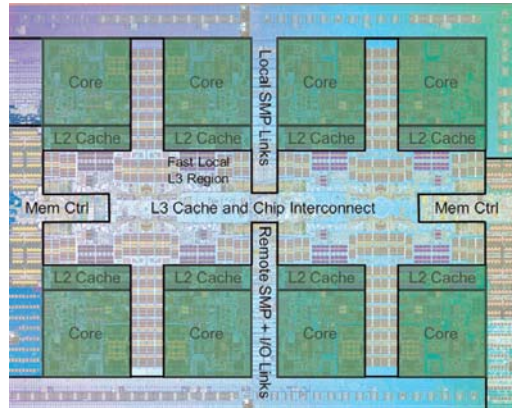 Core
Core
Core
Core
Local SMP Links
L2 Cache
L2 Cache
L2 Cache
L2 Cache
Fast Local
L3 Region
Mem Ctrl
L3 Cache and Chip Interconnect
Mem Ctrl
Remote SMP + I/O Links
L2 Cache
L2 Cache
L2 Cache
L2 Cache
Core
Core
Core
Core